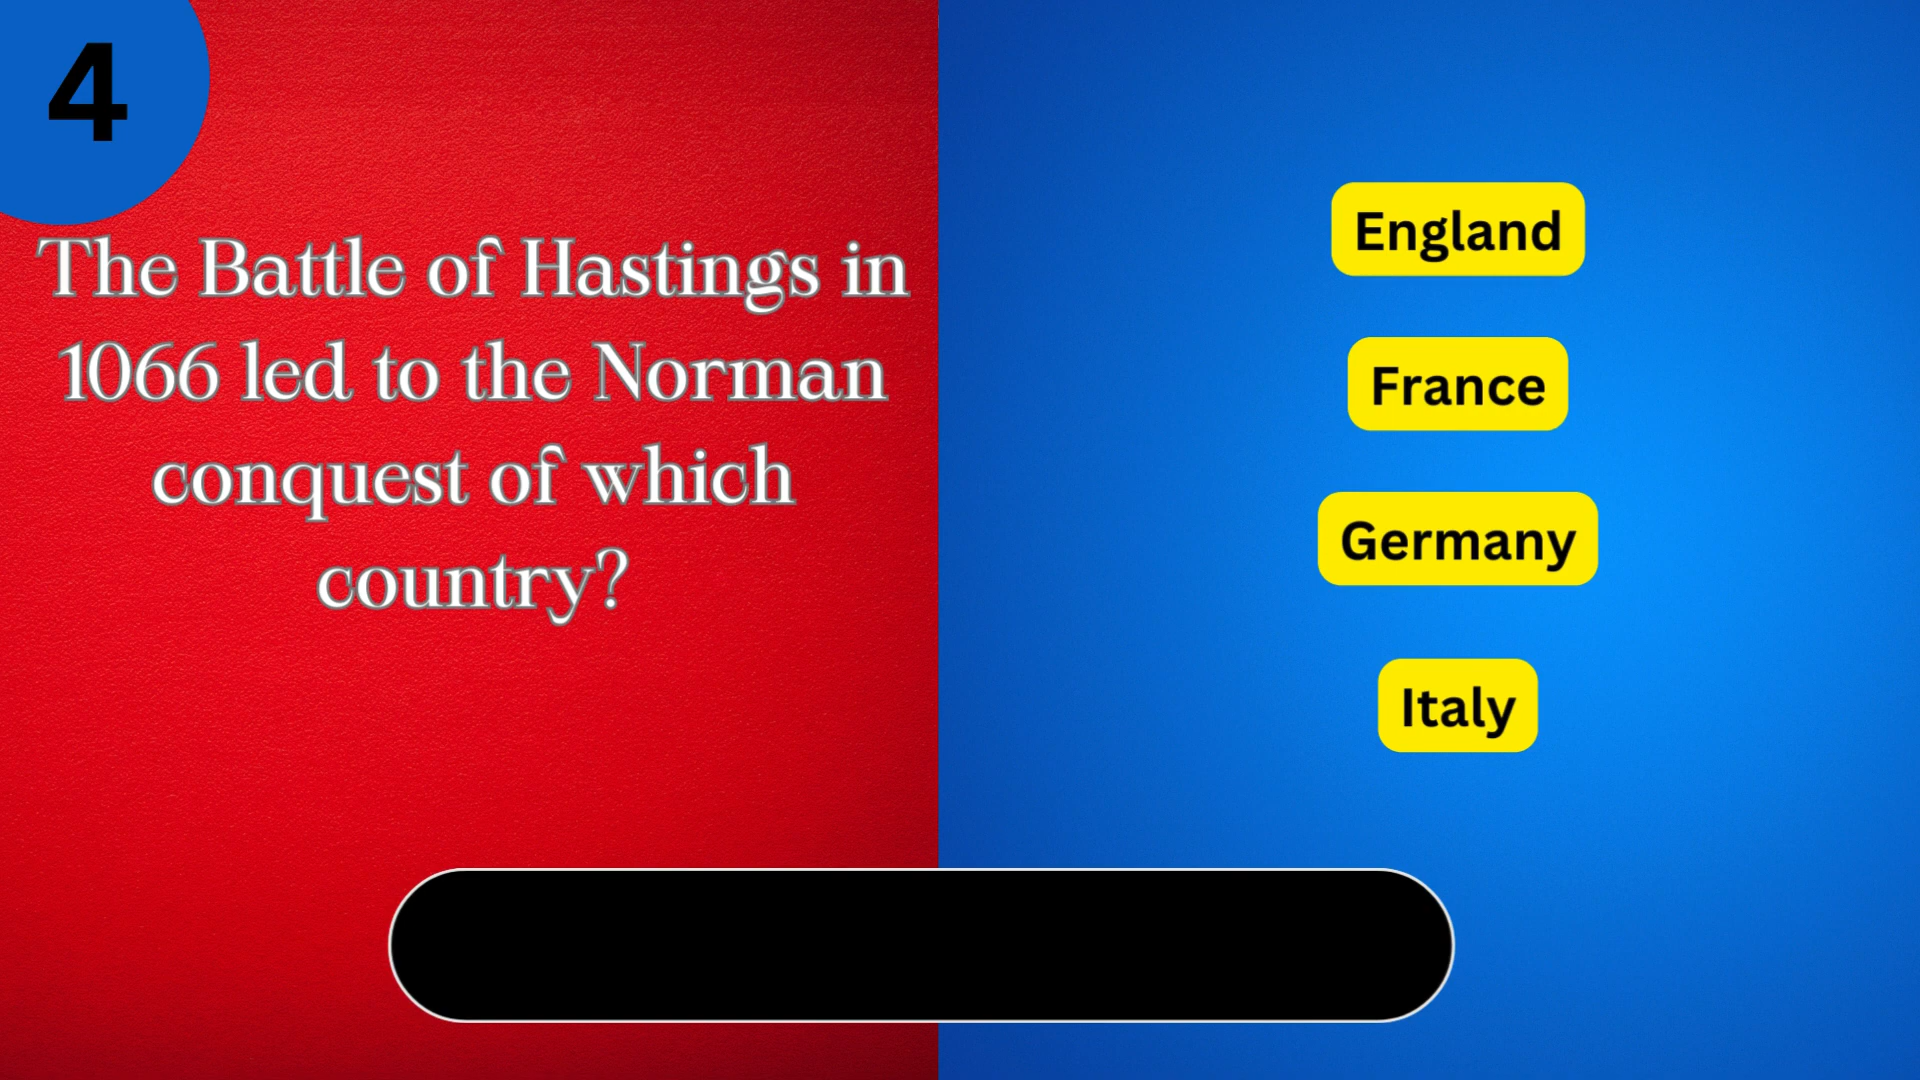 4
The Battle of Hastings in
1066 led to the Norman
conquest of which
country?
England
France
Germany
Italy